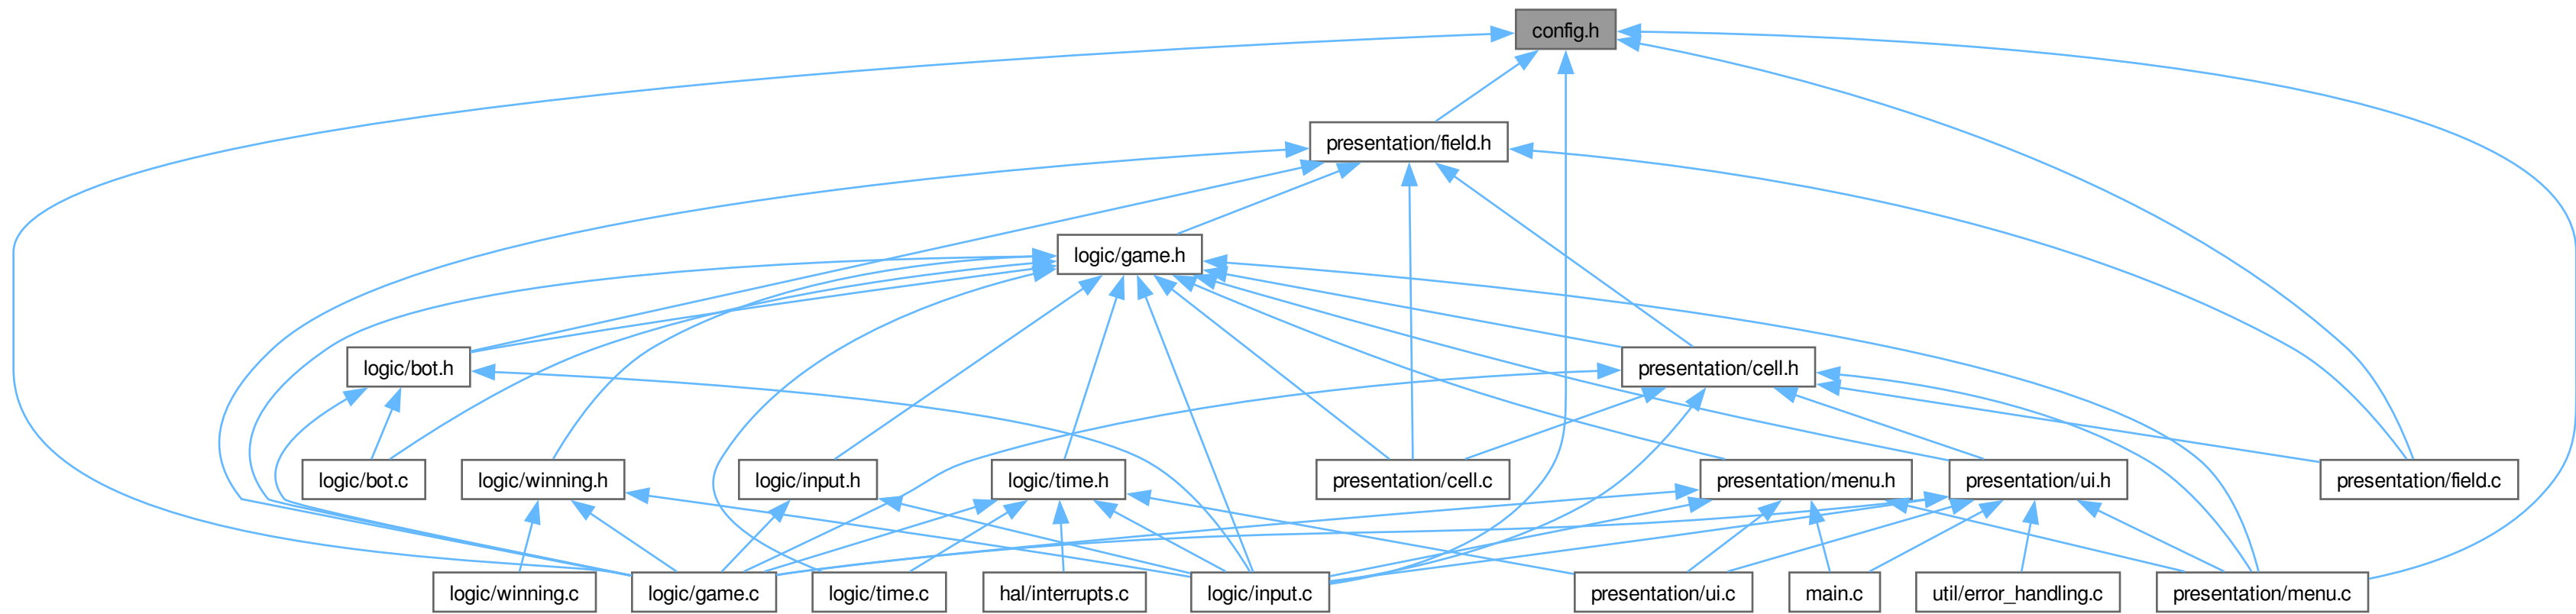 config.h
presentation/field.h
logic/game.h
logic/bot.h
presentation/cell.h
logic/bot.c
logic/winning.h
logic/input.h
logic/time.h
presentation/cell.c
presentation/menu.h
presentation/ui.h
presentation/field.c
logic/winning.c
logic/game.c
logic/time.c
hal/interrupts.c
logic/input.c
presentation/ui.c
main.c
util/error_handling.c
presentation/menu.c